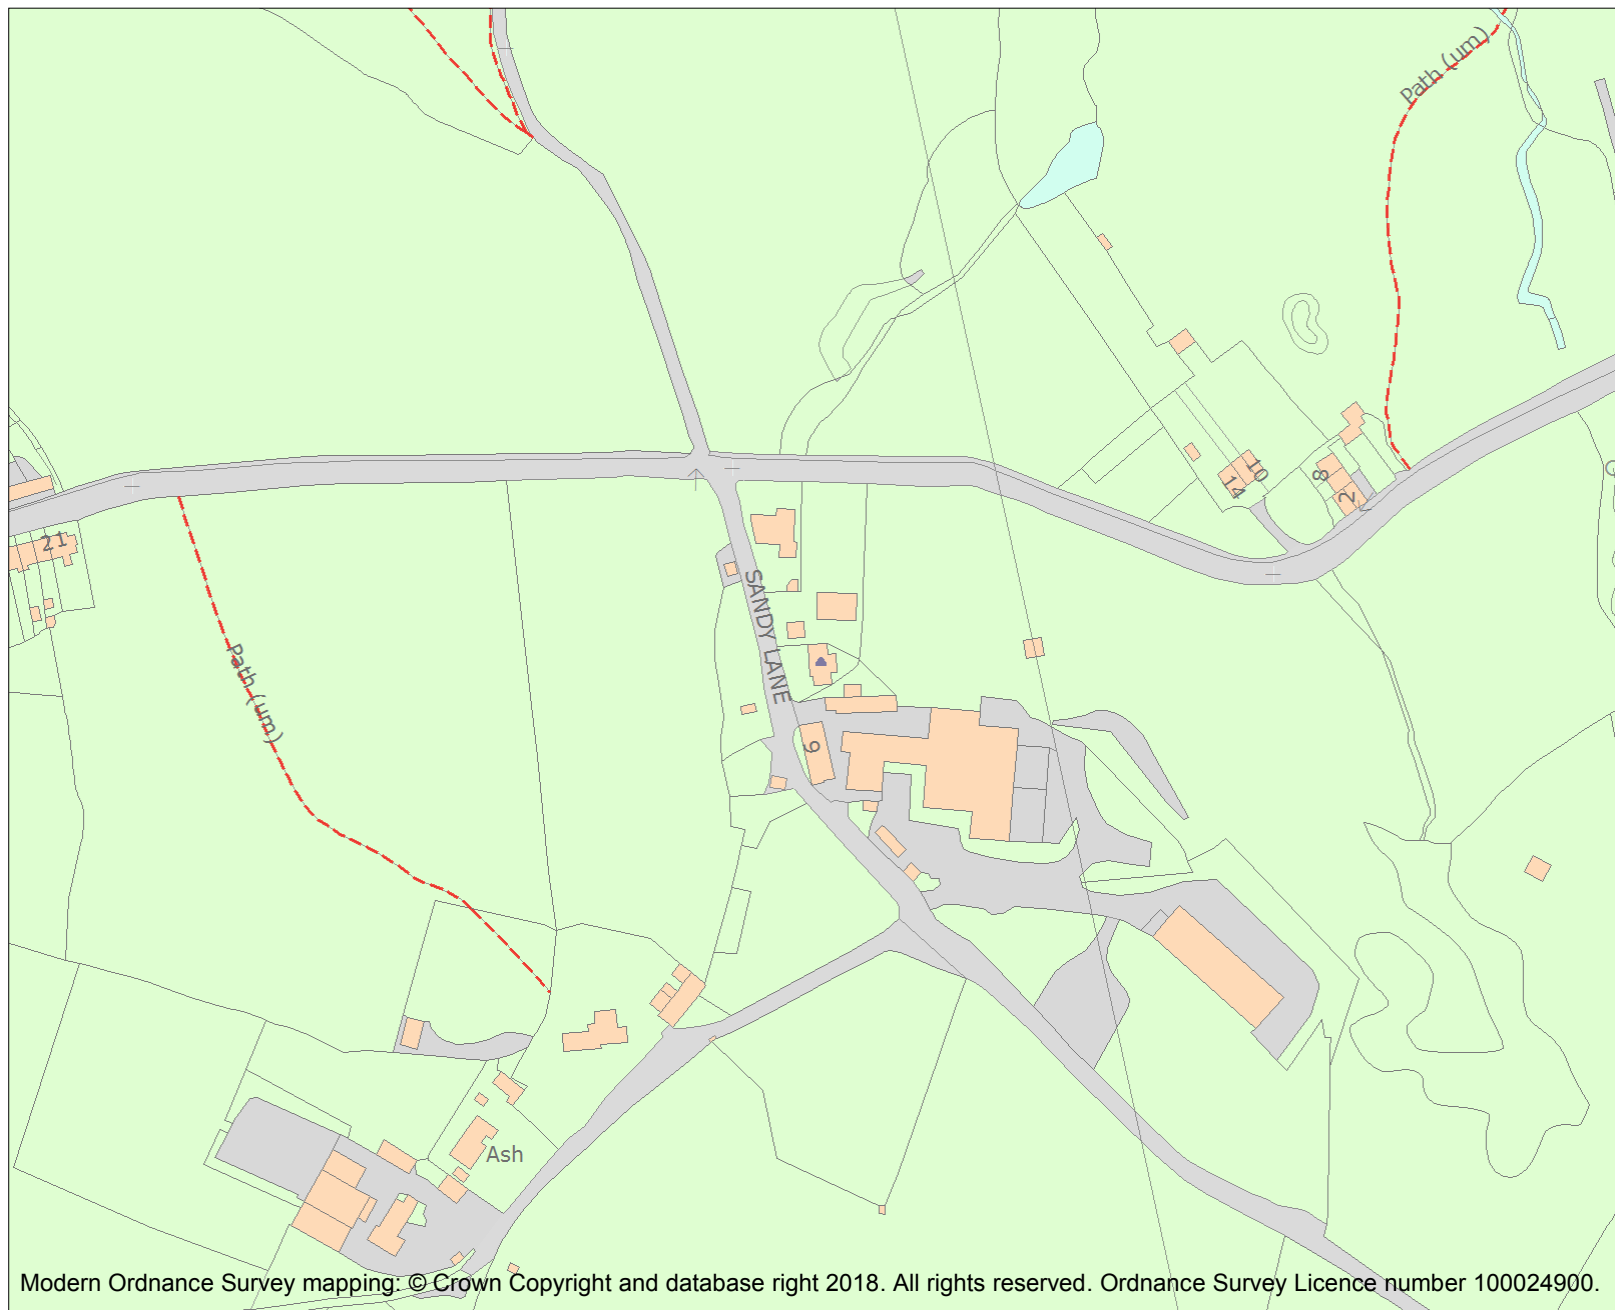 Path (um)
10
14
8
2
21
SANDY LANE
Path (um)
9
Ash
Modern Ordnance Survey mapping: © Crown Copyright and database right 2018. All rights reserved. Ordnance Survey Licence number 100024900.